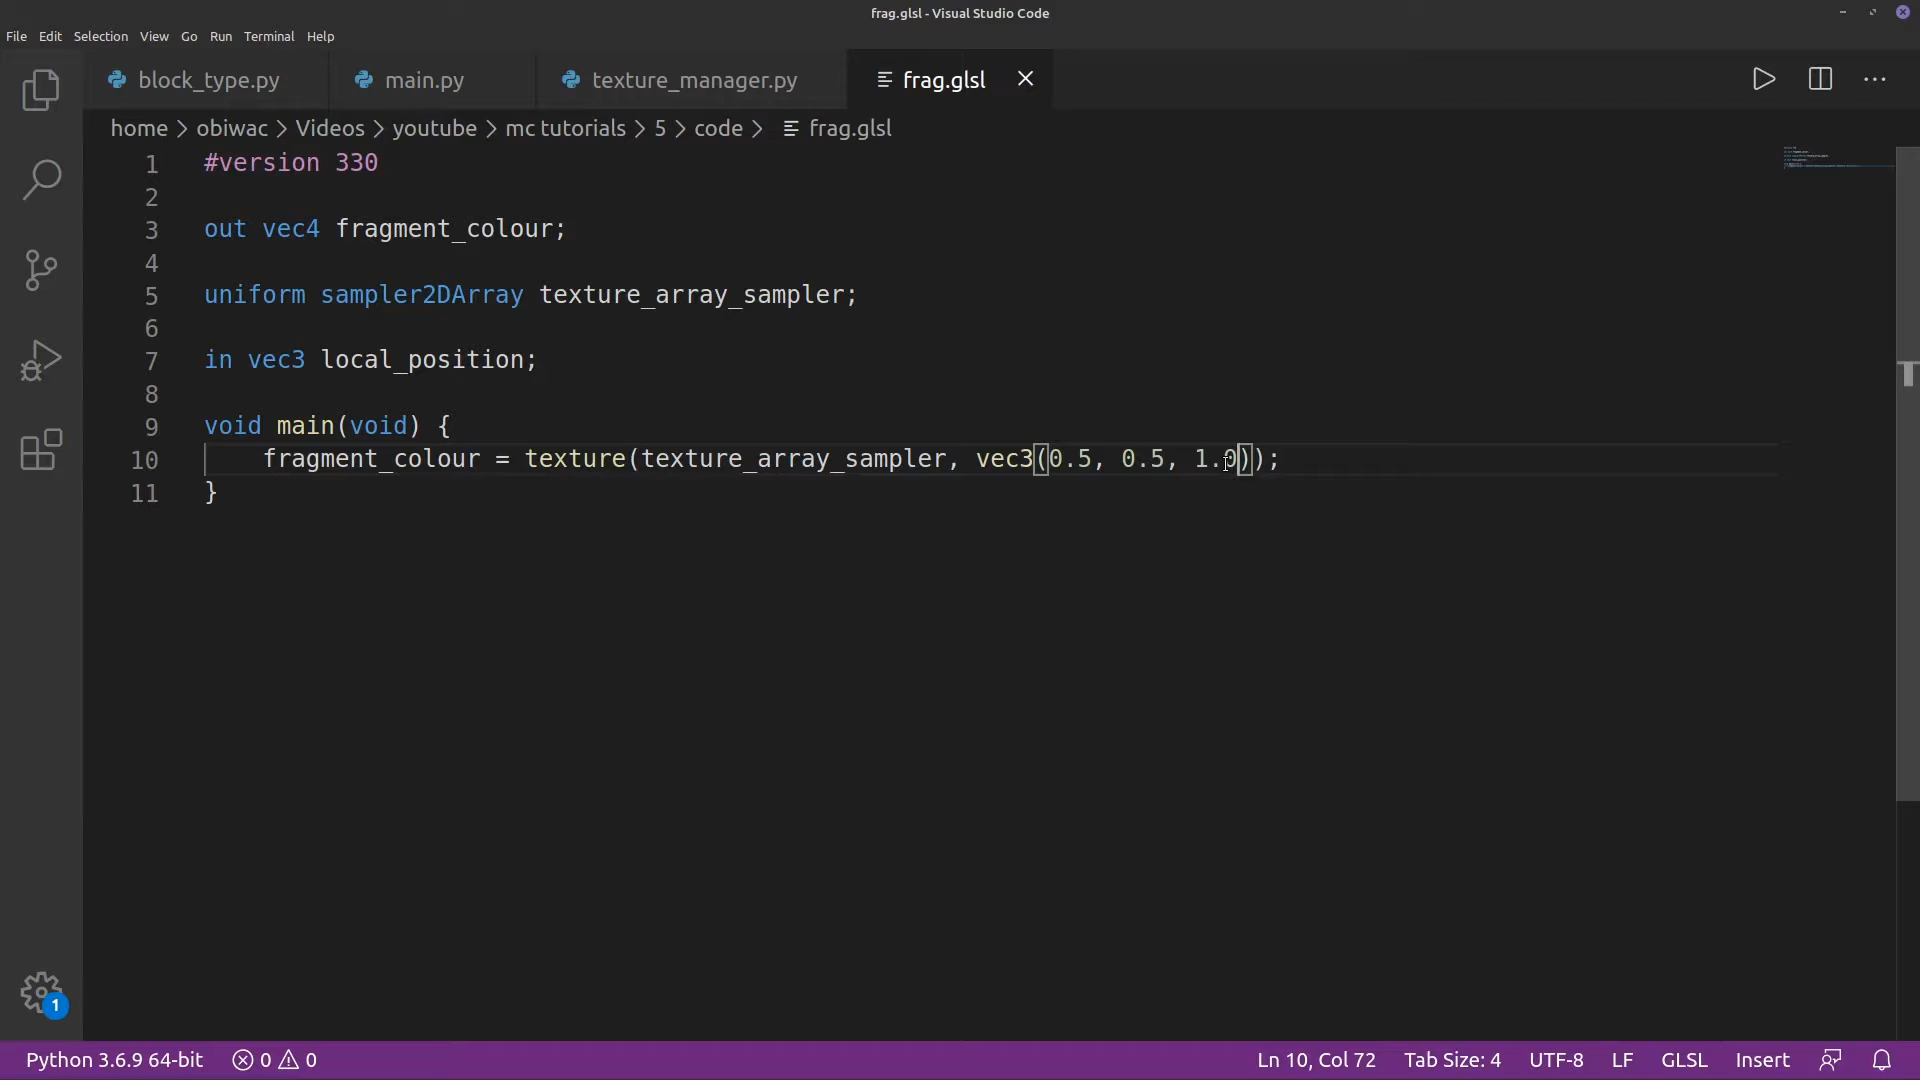 frag.glsl - Visual Studio Code
File Edit Selection View Go Run Terminal Help
block_type.py main.py texture_manager.py frag.glsl
home > obiwac > Videos > youtube > mc tutorials > 5 > code > frag.glsl
1 #version 330
2
3 out vec4 fragment_colour;
4
5 uniform sampler2DArray texture_array_sampler;
6
7 in vec3 local_position;
8
9 void main(void) {
10 fragment_colour = texture(texture_array_sampler, vec3(0.5, 0.5, 1.0));
11 }
1
Python 3.6.9 64-bit 0 0 Ln 10, Col 72 Tab Size: 4 UTF-8 LF GLSL Insert